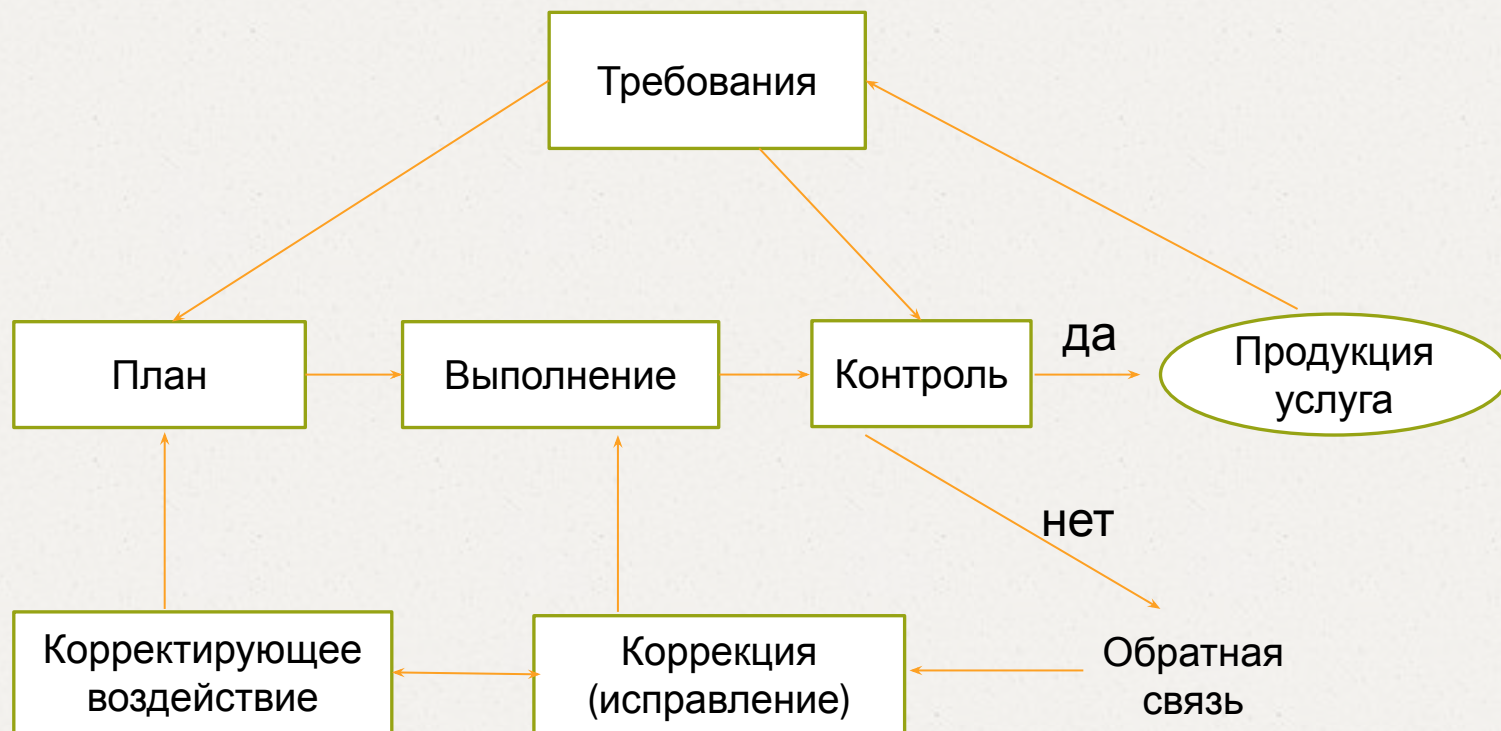 Требования
План
Выполнение
Контроль
да
Продукция
услуга
нет
Корректирующее
воздействие
Коррекция
(исправление)
Обратная
связь